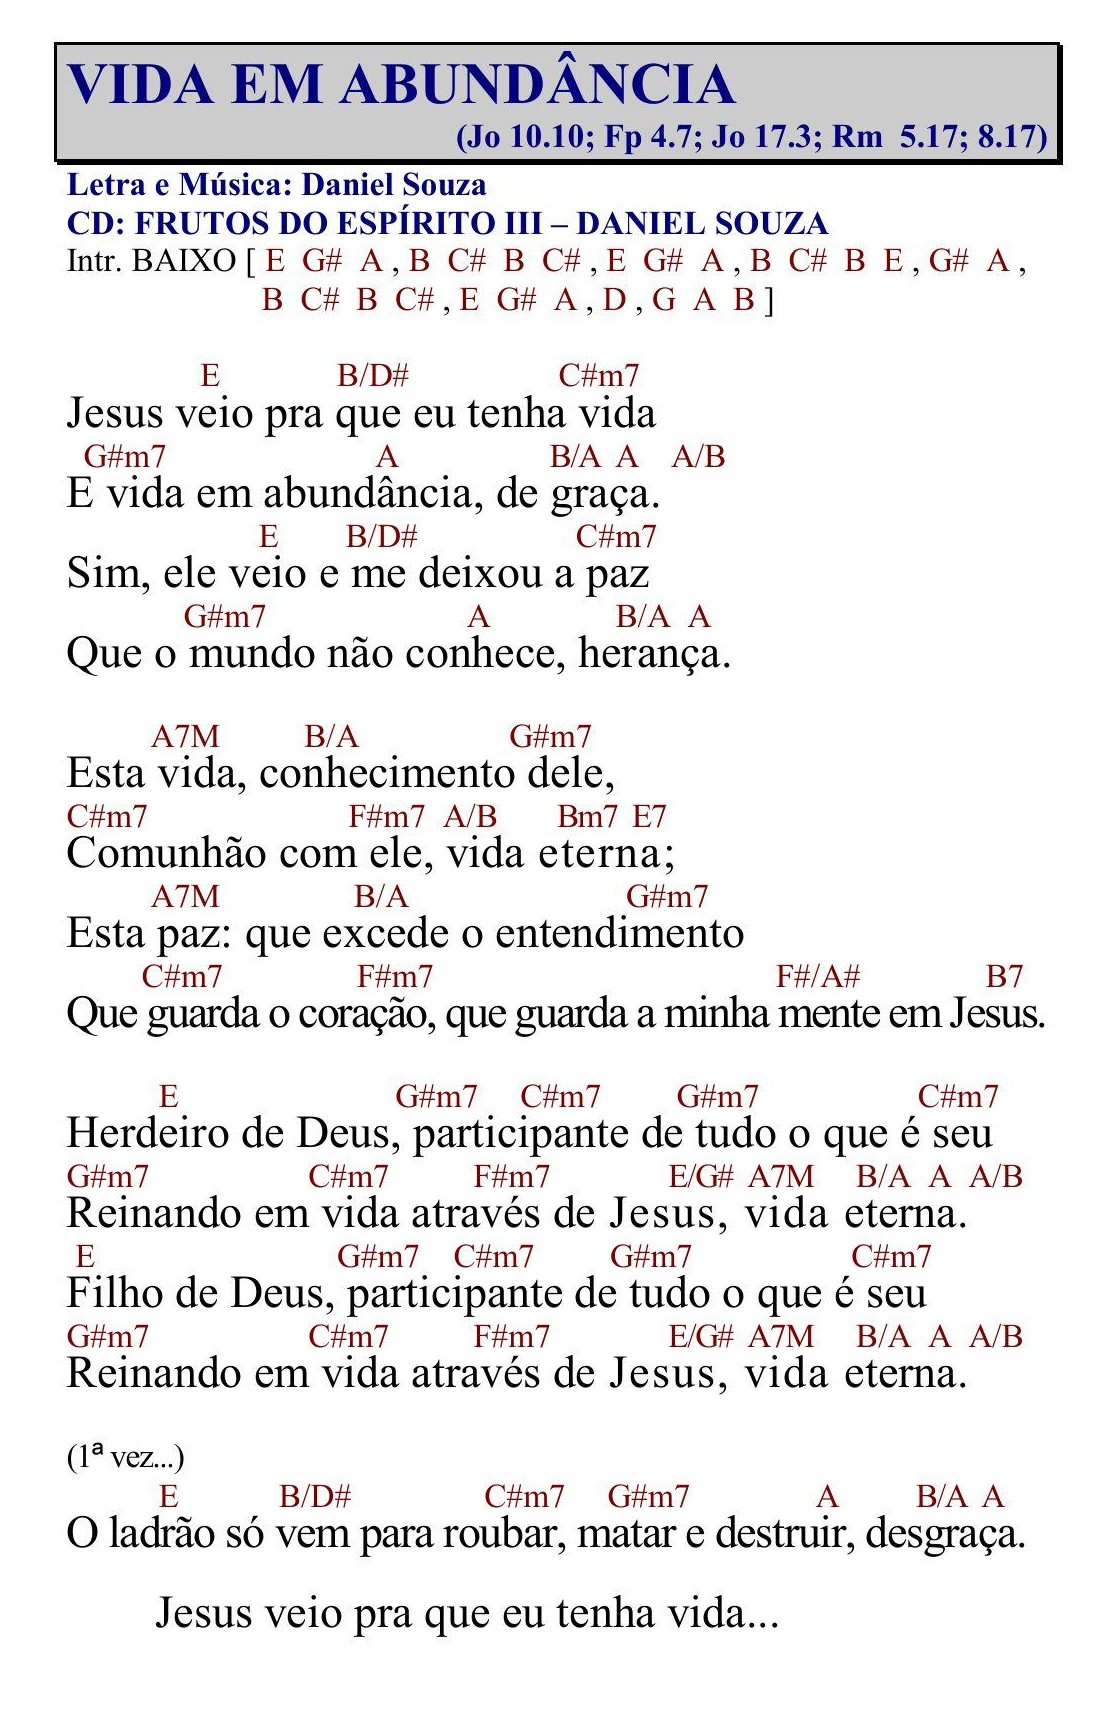 VIDA EM ABUNDÂNCIA
(Jo 10.10; Fp 4.7; Jo 17.3; Rm 5.17; 8.17)
Letra e Música: Daniel Souza
CD: FRUTOS DO ESPÍRITO III – DANIEL SOUZA
Intr. BAIXO [ E G# A , B C# B C# , E G# A , B C# B E , G# A ,
B C# B C# , E G# A , D , G A B ]
E B/D# C#m7
Jesus veio pra que eu tenha vida
G#m7 A B/A A A/B
E vida em abundância, de graça.
E B/D# C#m7
Sim, ele veio e me deixou a paz
G#m7 A B/A A
Que o mundo não conhece, herança.
A7M B/A G#m7
Esta vida, conhecimento dele,
C#m7 F#m7 A/B Bm7 E7
Comunhão com ele, vida eterna;
A7M B/A G#m7
Esta paz: que excede o entendimento
C#m7 F#m7 F#/A# B7
Que guarda o coração, que guarda a minha mente em Jesus.
E G#m7 C#m7 G#m7 C#m7
Herdeiro de Deus, participante de tudo o que é seu
G#m7 C#m7 F#m7 E/G# A7M B/A A A/B
Reinando em vida através de Jesus, vida eterna.
E G#m7 C#m7 G#m7 C#m7
Filho de Deus, participante de tudo o que é seu
G#m7 C#m7 F#m7 E/G# A7M B/A A A/B
Reinando em vida através de Jesus, vida eterna.
(1ª vez...)
E B/D# C#m7 G#m7 A B/A A
O ladrão só vem para roubar, matar e destruir, desgraça.
Jesus veio pra que eu tenha vida...